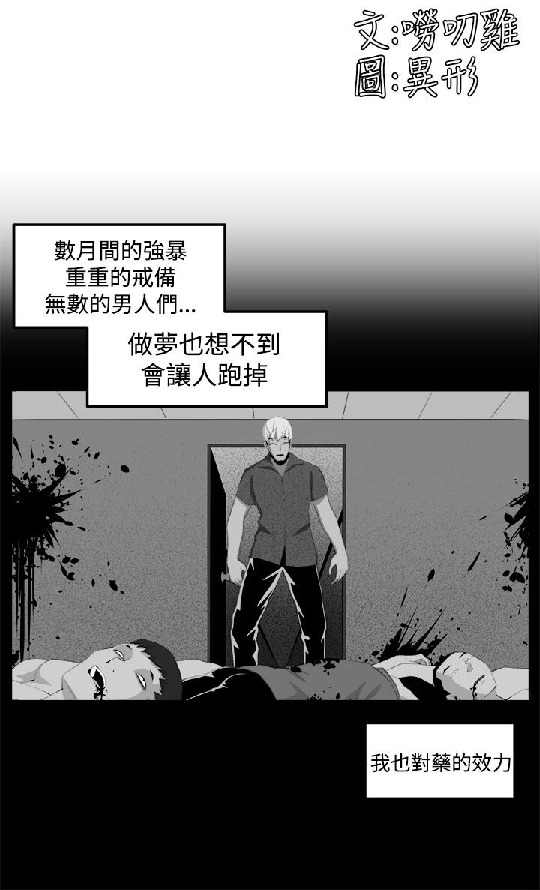 文:嘮叨雞
圖:異形
數月間的強暴
重重的戒備
無數的男人們...
做夢也想不到
會讓人跑掉
我也對藥的效力